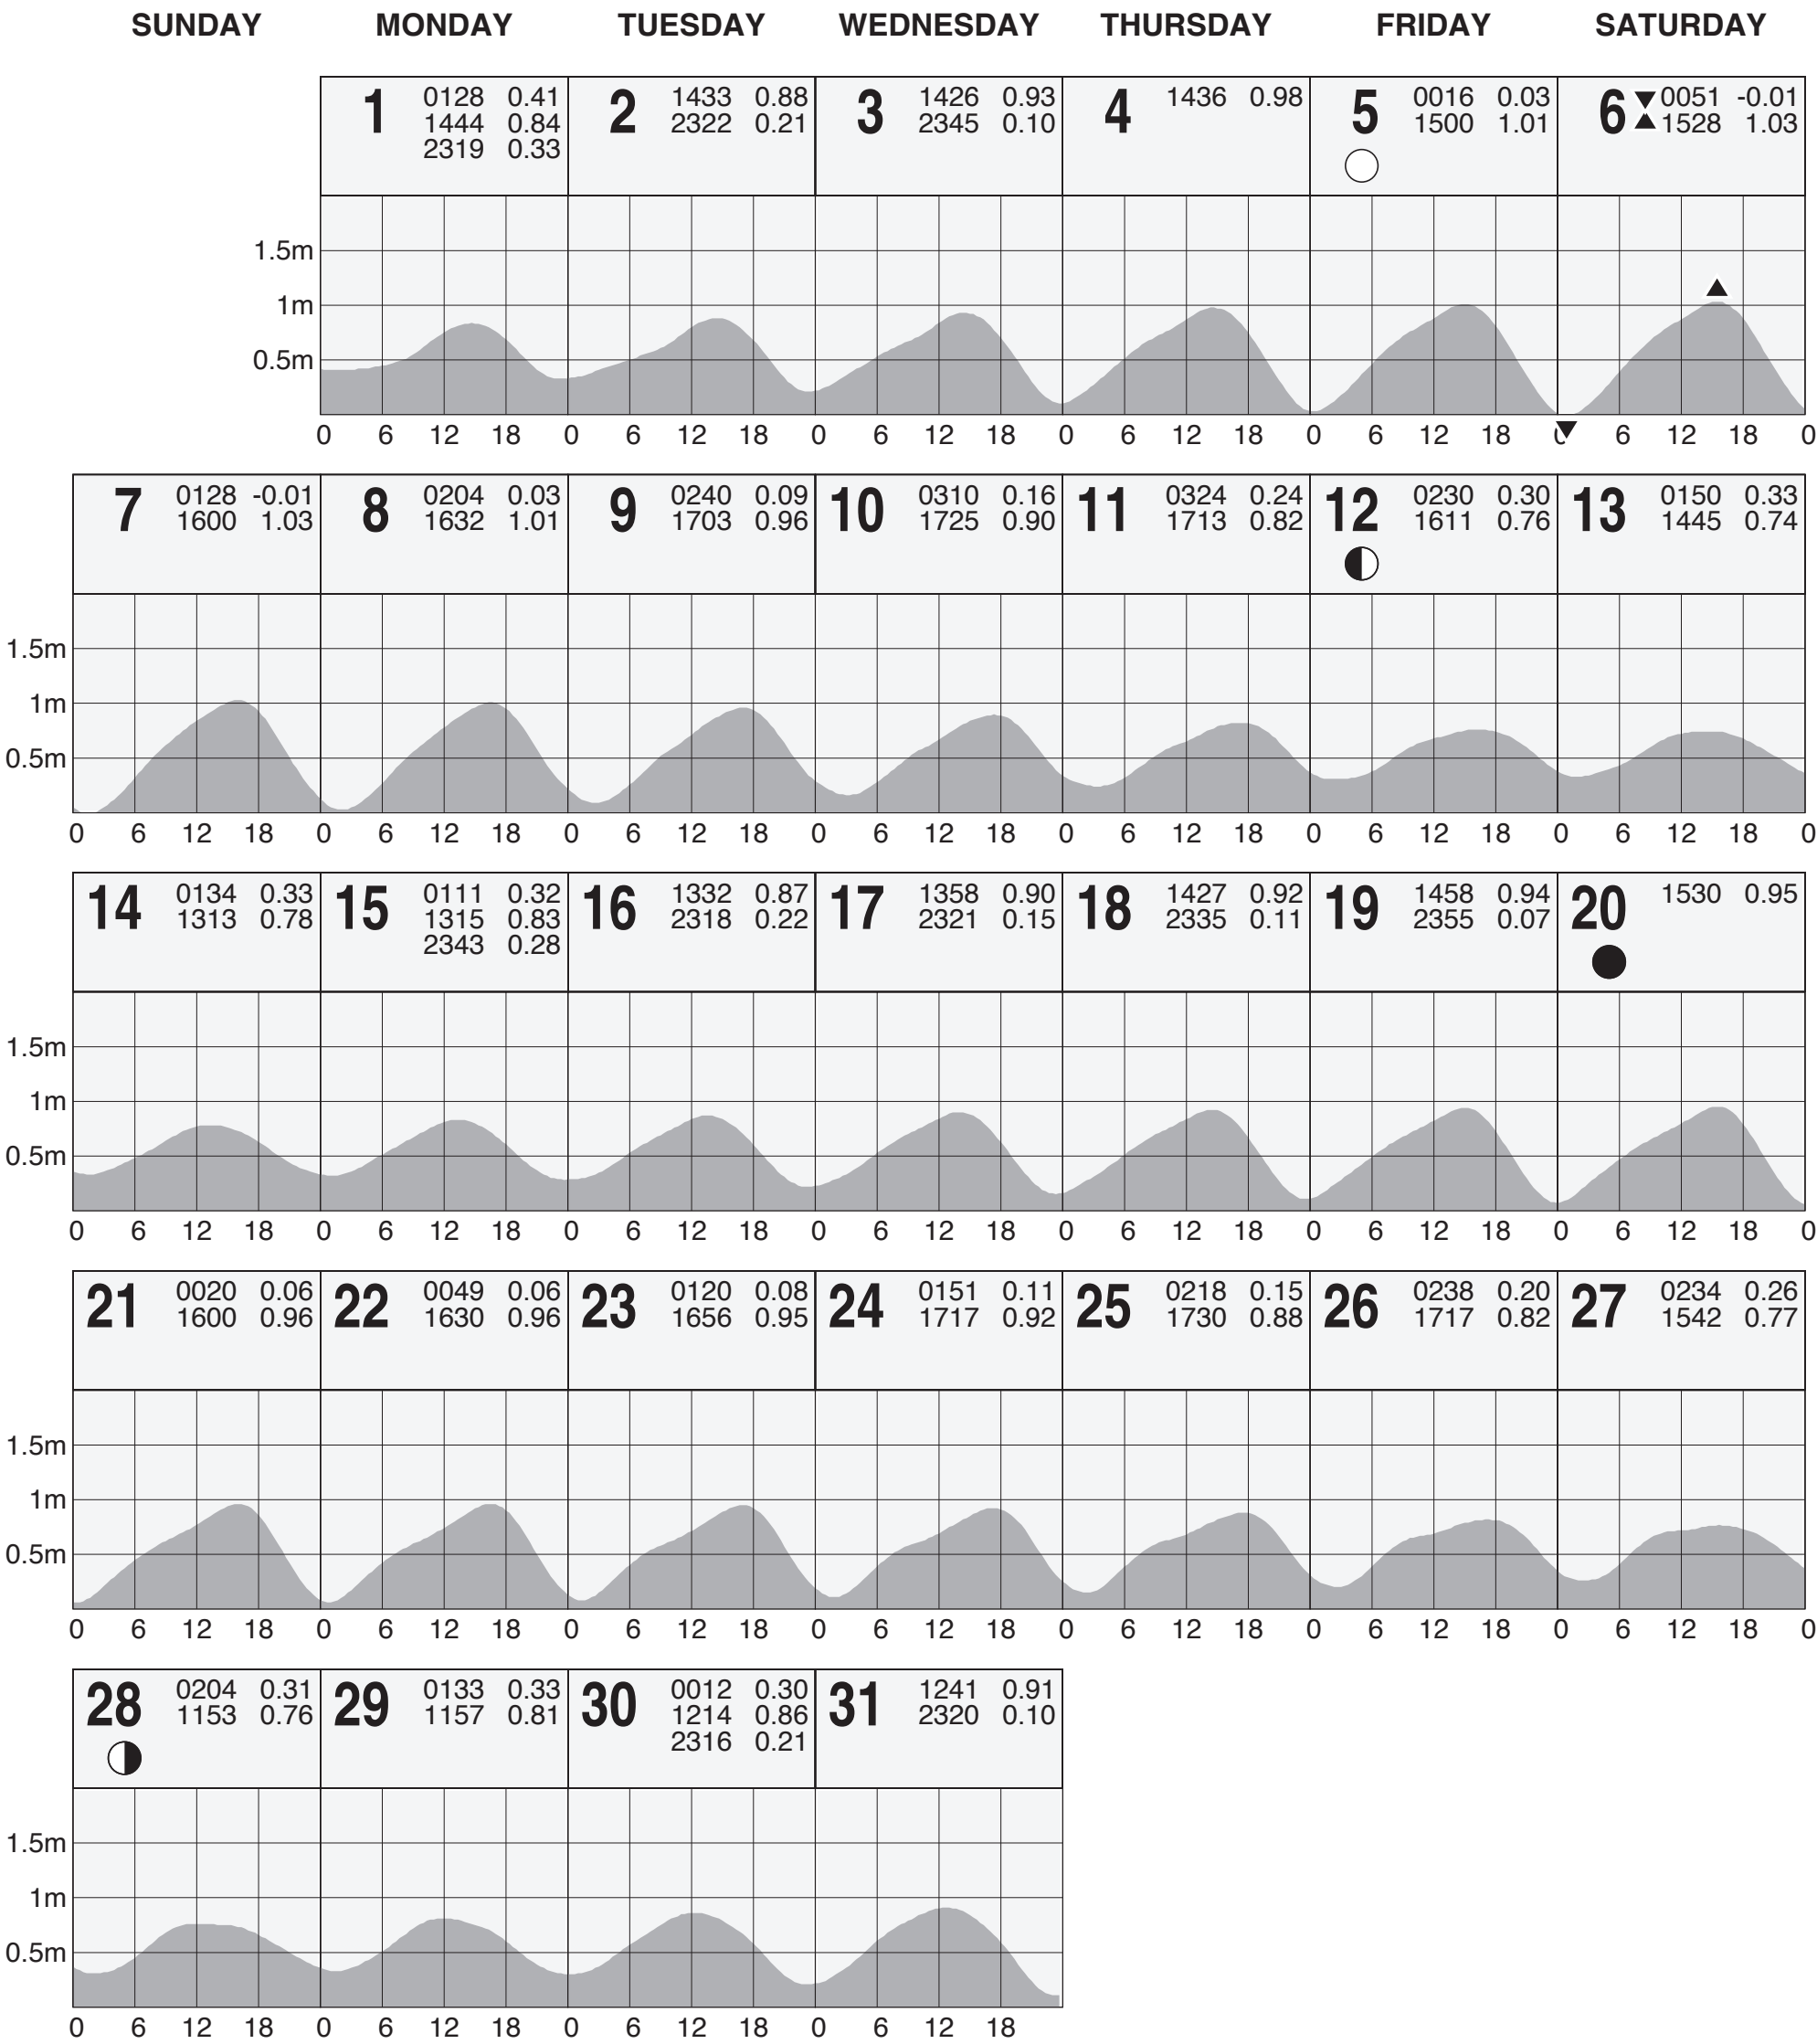 SUNDAY MONDAY TUESDAY WEDNESDAY THURSDAY FRIDAY SATURDAY
1 0128 0.41
1444 0.84
2319 0.33
2 1433 0.88
2322 0.21
3 1426 0.93
2345 0.10
4 1436 0.98
5 0016 0.03
1500 1.01
6 0051 -0.01
1528 1.03
1.5m
1m
0.5m
0 6 12 18 0 6 12 18 0 6 12 18 0 6 12 18 0 6 12 18 0 6 12 18 0
7 0128 -0.01
1600 1.03
8 0204 0.03
1632 1.01
9 0240 0.09
1703 0.96
10 0310 0.16
1725 0.90
11 0324 0.24
1713 0.82
12 0230 0.30
1611 0.76
13 0150 0.33
1445 0.74
1.5m
1m
0.5m
0 6 12 18 0 6 12 18 0 6 12 18 0 6 12 18 0 6 12 18 0 6 12 18 0 6 12 18 0
14 0134 0.33
1313 0.78
15 0111 0.32
1315 0.83
2343 0.28
16 1332 0.87
2318 0.22
17 1358 0.90
2321 0.15
18 1427 0.92
2335 0.11
19 1458 0.94
2355 0.07
20 1530 0.95
1.5m
1m
0.5m
0 6 12 18 0 6 12 18 0 6 12 18 0 6 12 18 0 6 12 18 0 6 12 18 0 6 12 18 0
21 0020 0.06
1600 0.96
22 0049 0.06
1630 0.96
23 0120 0.08
1656 0.95
24 0151 0.11
1717 0.92
25 0218 0.15
1730 0.88
26 0238 0.20
1717 0.82
27 0234 0.26
1542 0.77
1.5m
1m
0.5m
0 6 12 18 0 6 12 18 0 6 12 18 0 6 12 18 0 6 12 18 0 6 12 18 0 6 12 18 0
28 0204 0.31
1153 0.76
29 0133 0.33
1157 0.81
30 0012 0.30
1214 0.86
2316 0.21
31 1241 0.91
2320 0.10
1.5m
1m
0.5m
0 6 12 18 0 6 12 18 0 6 12 18 0 6 12 18